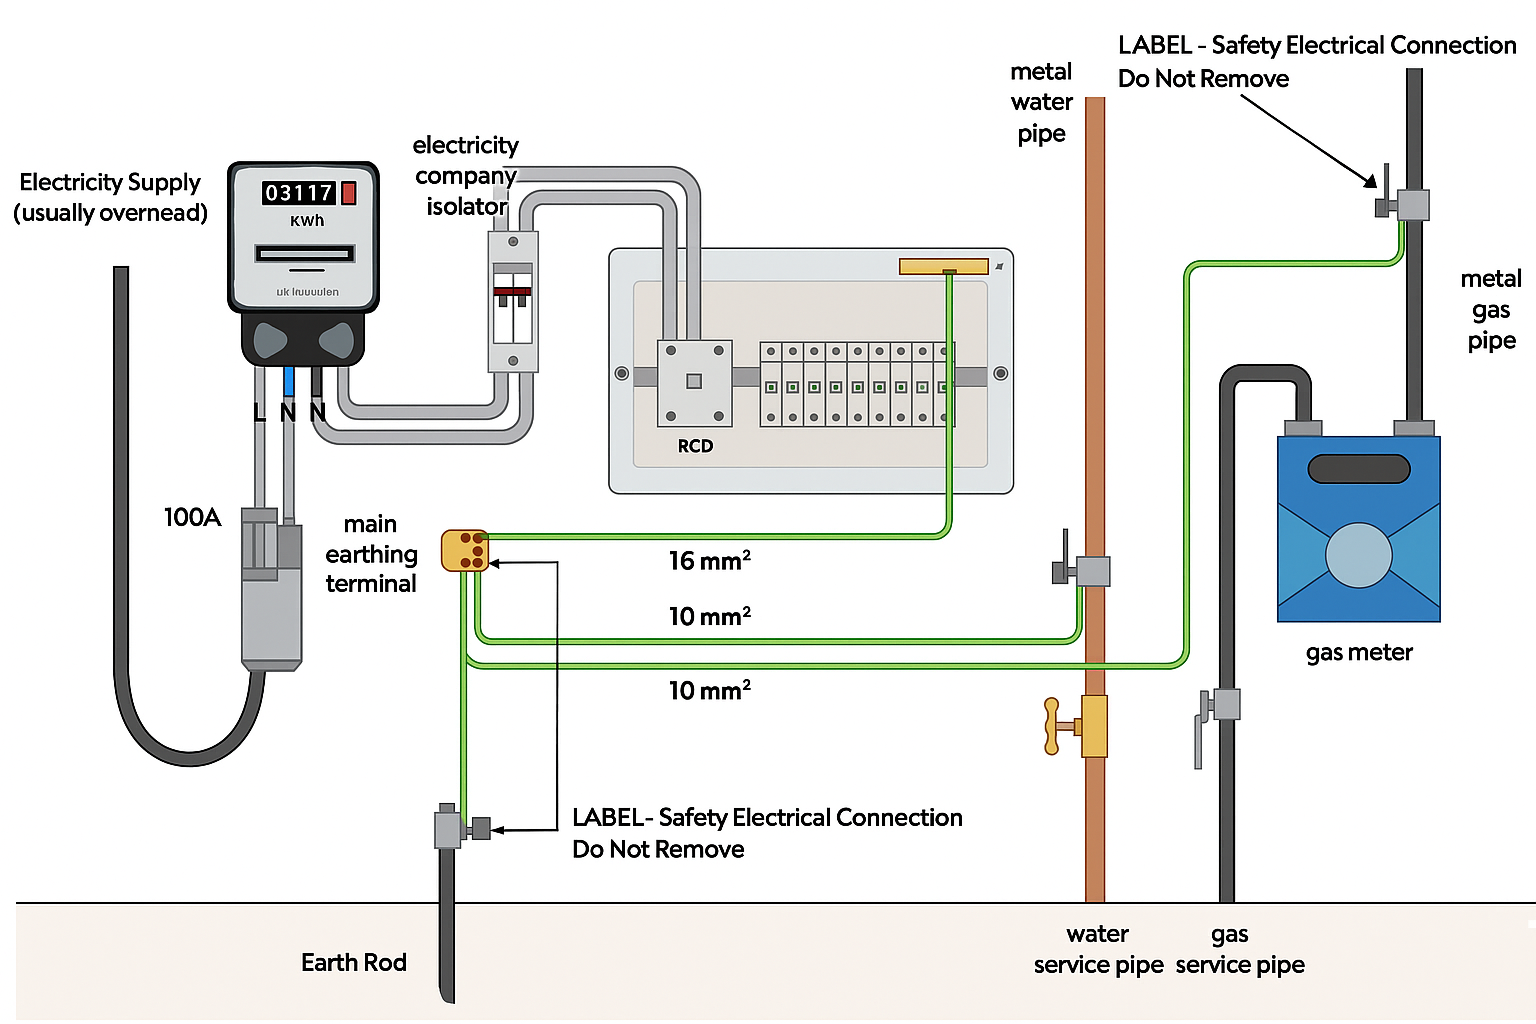 LABEL - Safety Electrical Connection
Do Not Remove
metal
water
pipe
electricity
company
isolator
Electricity Supply
(usually overnead)
03117
KWh
uk
metal
gas
pipe
L N N
RCD
100A
main
earthing
terminal
16 mm²
10 mm²
10 mm²
gas meter
LABEL- Safety Electrical Connection
Do Not Remove
Earth Rod
water
service pipe
gas
service pipe